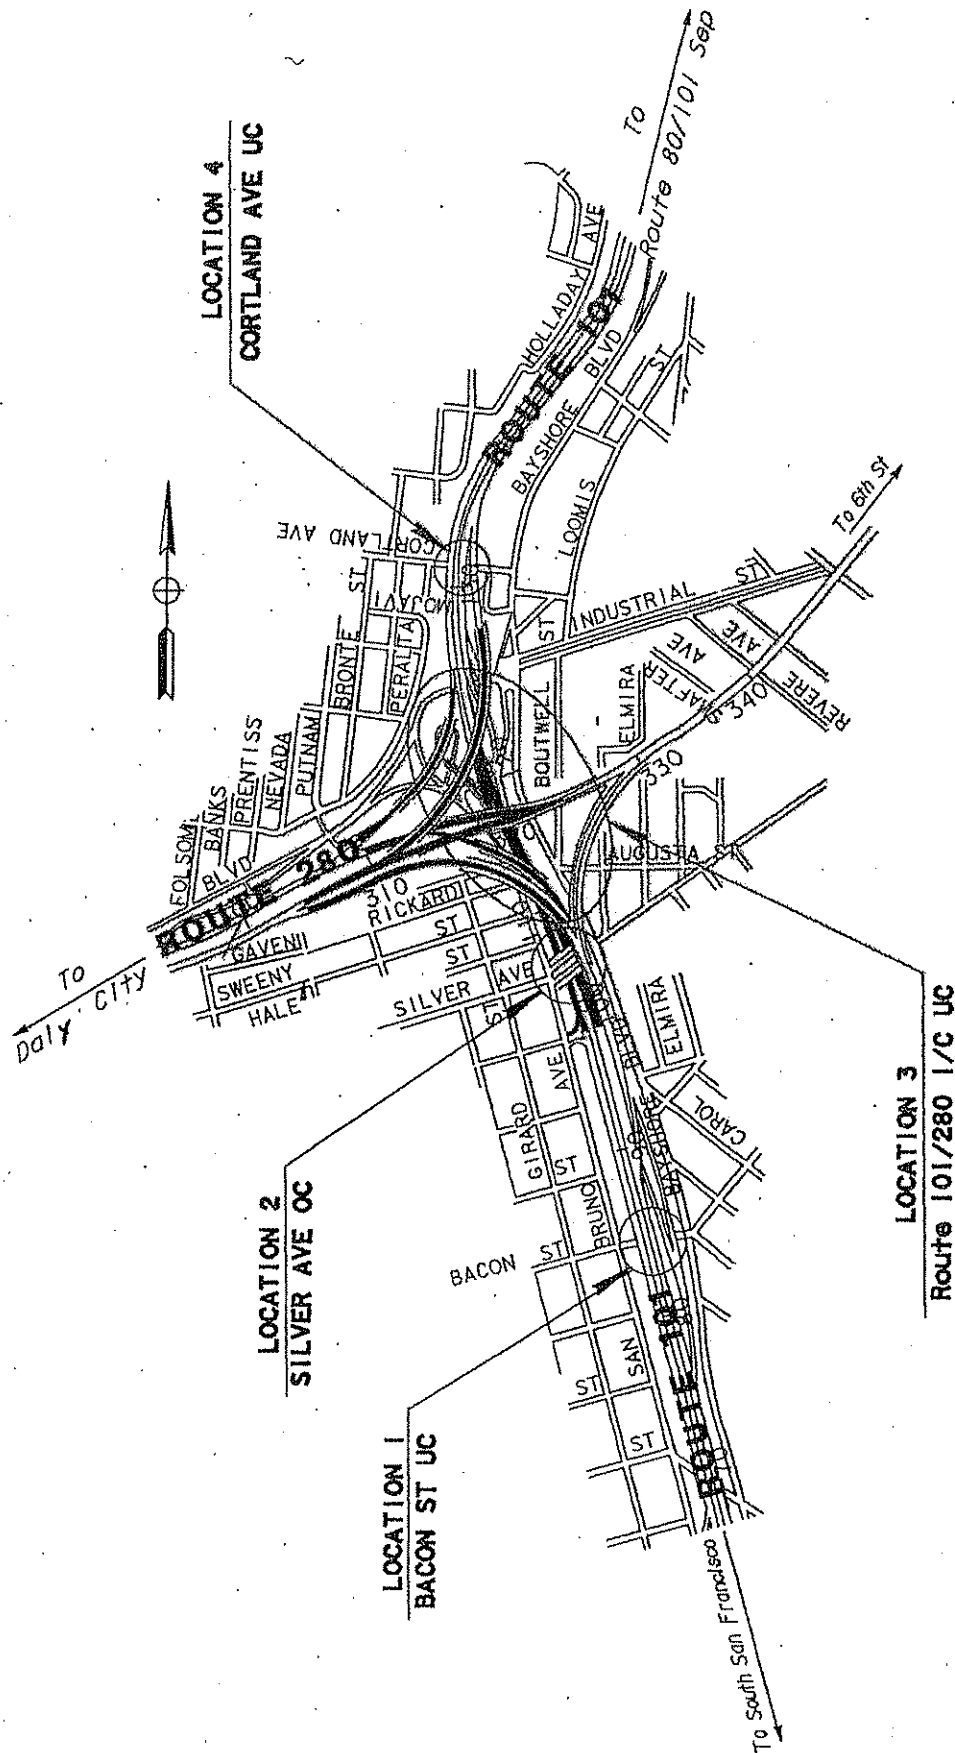 LOCATION 4
CORTLAND AVE UC
To
Route 80/101 Sep
HOLLADAY AVE
ROUTE 101
BAYSHORE BLVD
LOOMIS ST
CORTLAND AVE
To 6th St
MOJAVI
ST
BRONTE
PERALTA
PUTNAM
NEVADA
PRENTISS
BANKS
FOLSOM
BLVD
ROUTE 280
INDUSTRIAL ST
BOUTWELL ST
ELMIRA
SHAFTER AVE
REVERE AVE
340
330
310
AUGUSTA ST
TO
Daly City
GAVEN
SWEENY
HALE
RICKARD
ST
ST
SILVER AVE
ST
GIRARD
AVE
ST
BLVD
ELMIRA
BAYSHORE
CAROL
LOCATION 2
SILVER AVE OC
LOCATION 3
Route 101/280 I/C UC
BACON ST
BRUNO
SAN
ST
ST
ROUTE 101
LOCATION 1
BACON ST UC
To South San Francisco